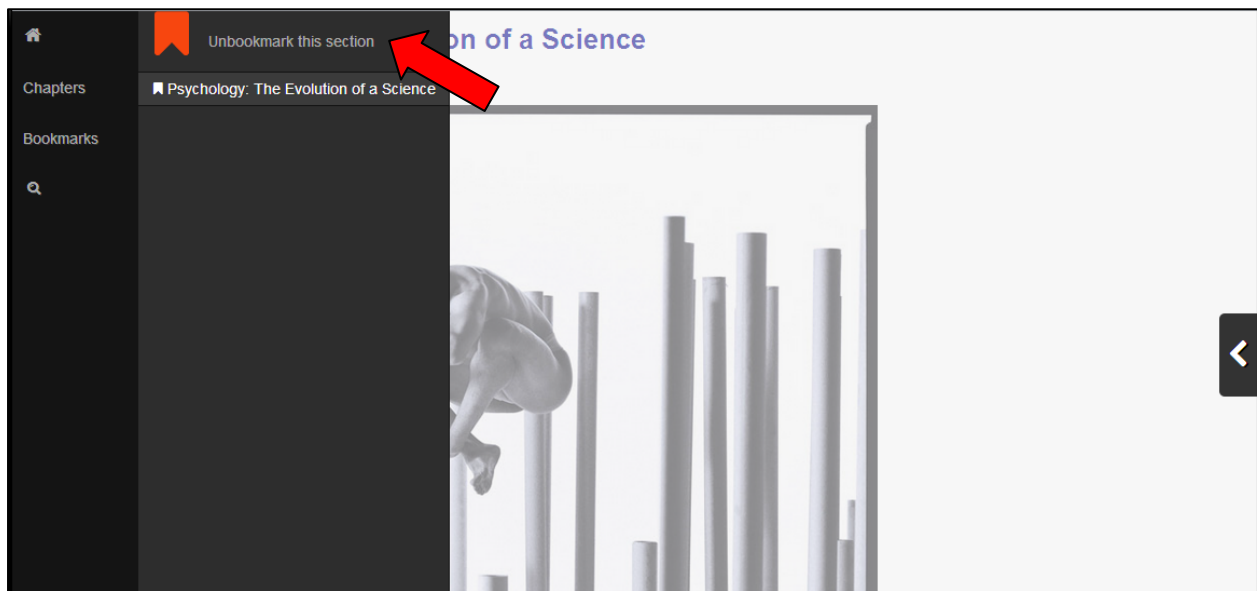 Unbookmark this section
on of a Science
Chapters
Psychology: The Evolution of a Science
Bookmarks